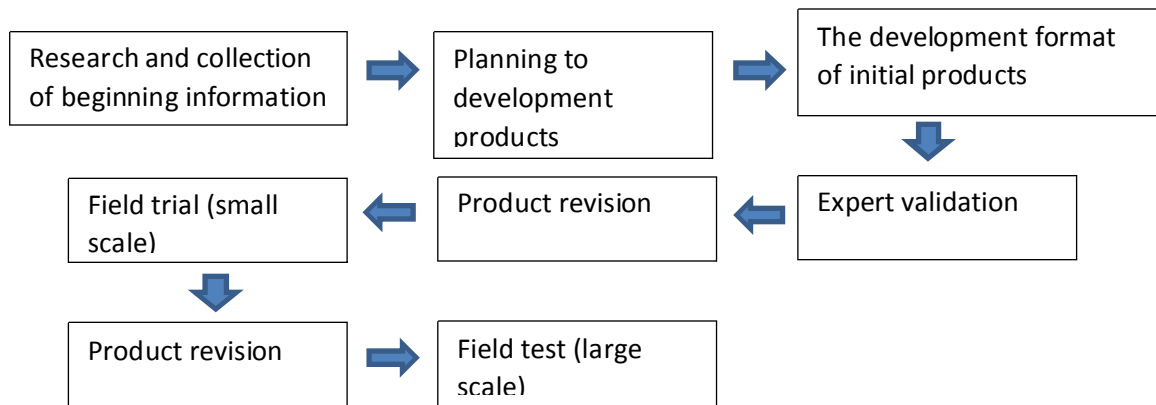 Research and collection
of beginning information
Planning to
development
products
The development format
of initial products
Expert validation
Product revision
Field trial (small
scale)
Product revision
Field test (large
scale)